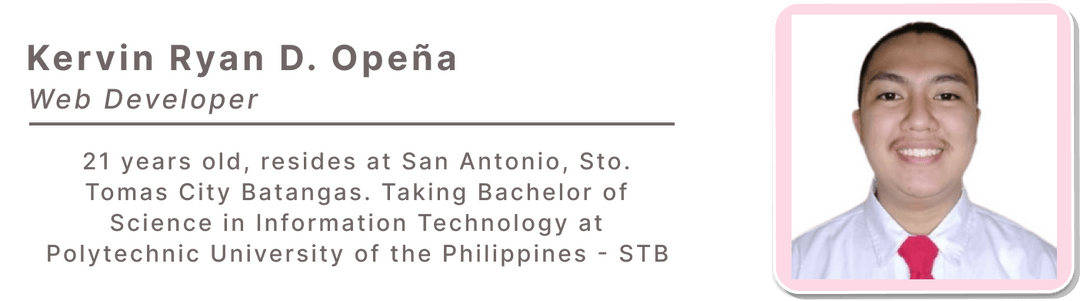 Kervin Ryan D. Opeña
Web Developer
21 years old, resides at San Antonio, Sto.
Tomas City Batangas. Taking Bachelor of
Science in Information Technology at
Polytechnic University of the Philippines - STB